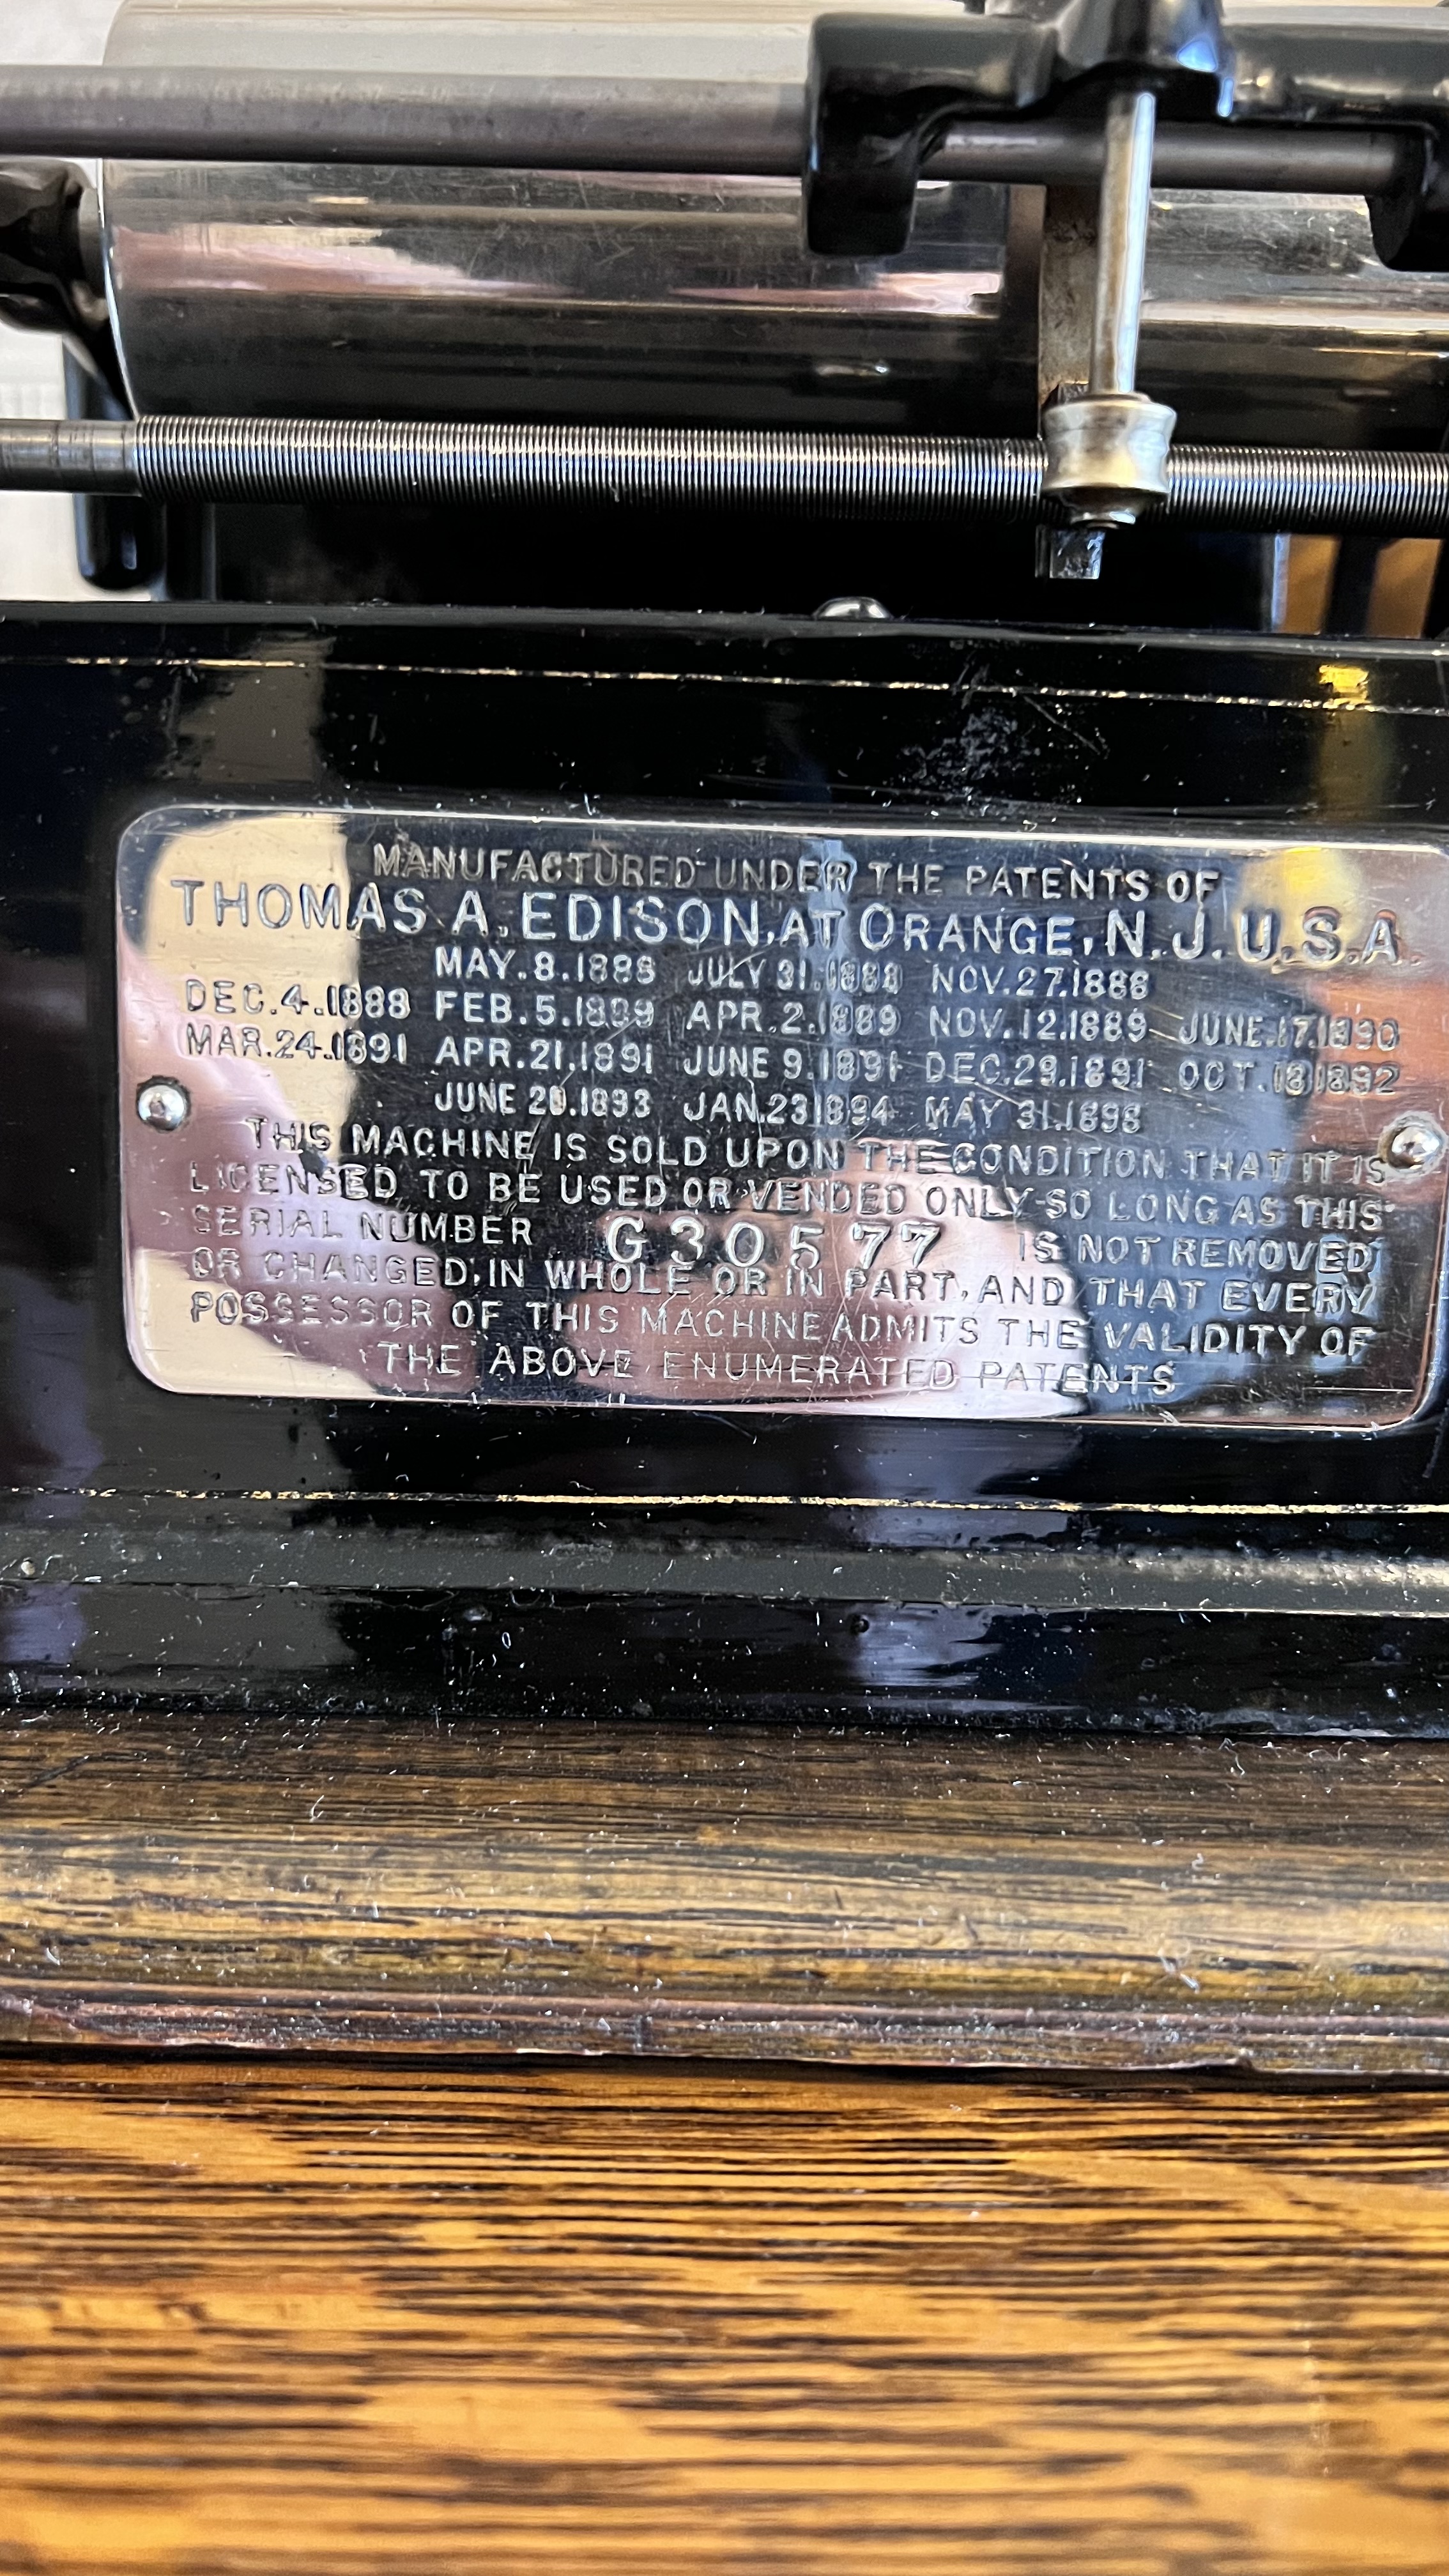 MANUFACTURED UNDER THE PATENTS OF
THOMAS A. EDISON, AT ORANGE, N.J. U.S.A.
MAY.8.1888 JULY 31.1888 NOV.27.1888
DEC.4.1888 FEB.5.1889 APR.2.1889 NOV.12.1889 JUNE.17.1890
MAR.24.1891 APR.21.1891 JUNE 9.1891 DEC.29.1891 OCT.18.1892
JUNE 20.1893 JAN.23.1894 MAY 31.1898
THIS MACHINE IS SOLD UPON THE CONDITION THAT IT IS
LICENSED TO BE USED OR VENDED ONLY SO LONG AS THIS
SERIAL NUMBER G30577 IS NOT REMOVED
OR CHANGED, IN WHOLE OR IN PART, AND THAT EVERY
POSSESSOR OF THIS MACHINE ADMITS THE VALIDITY OF
THE ABOVE ENUMERATED PATENTS